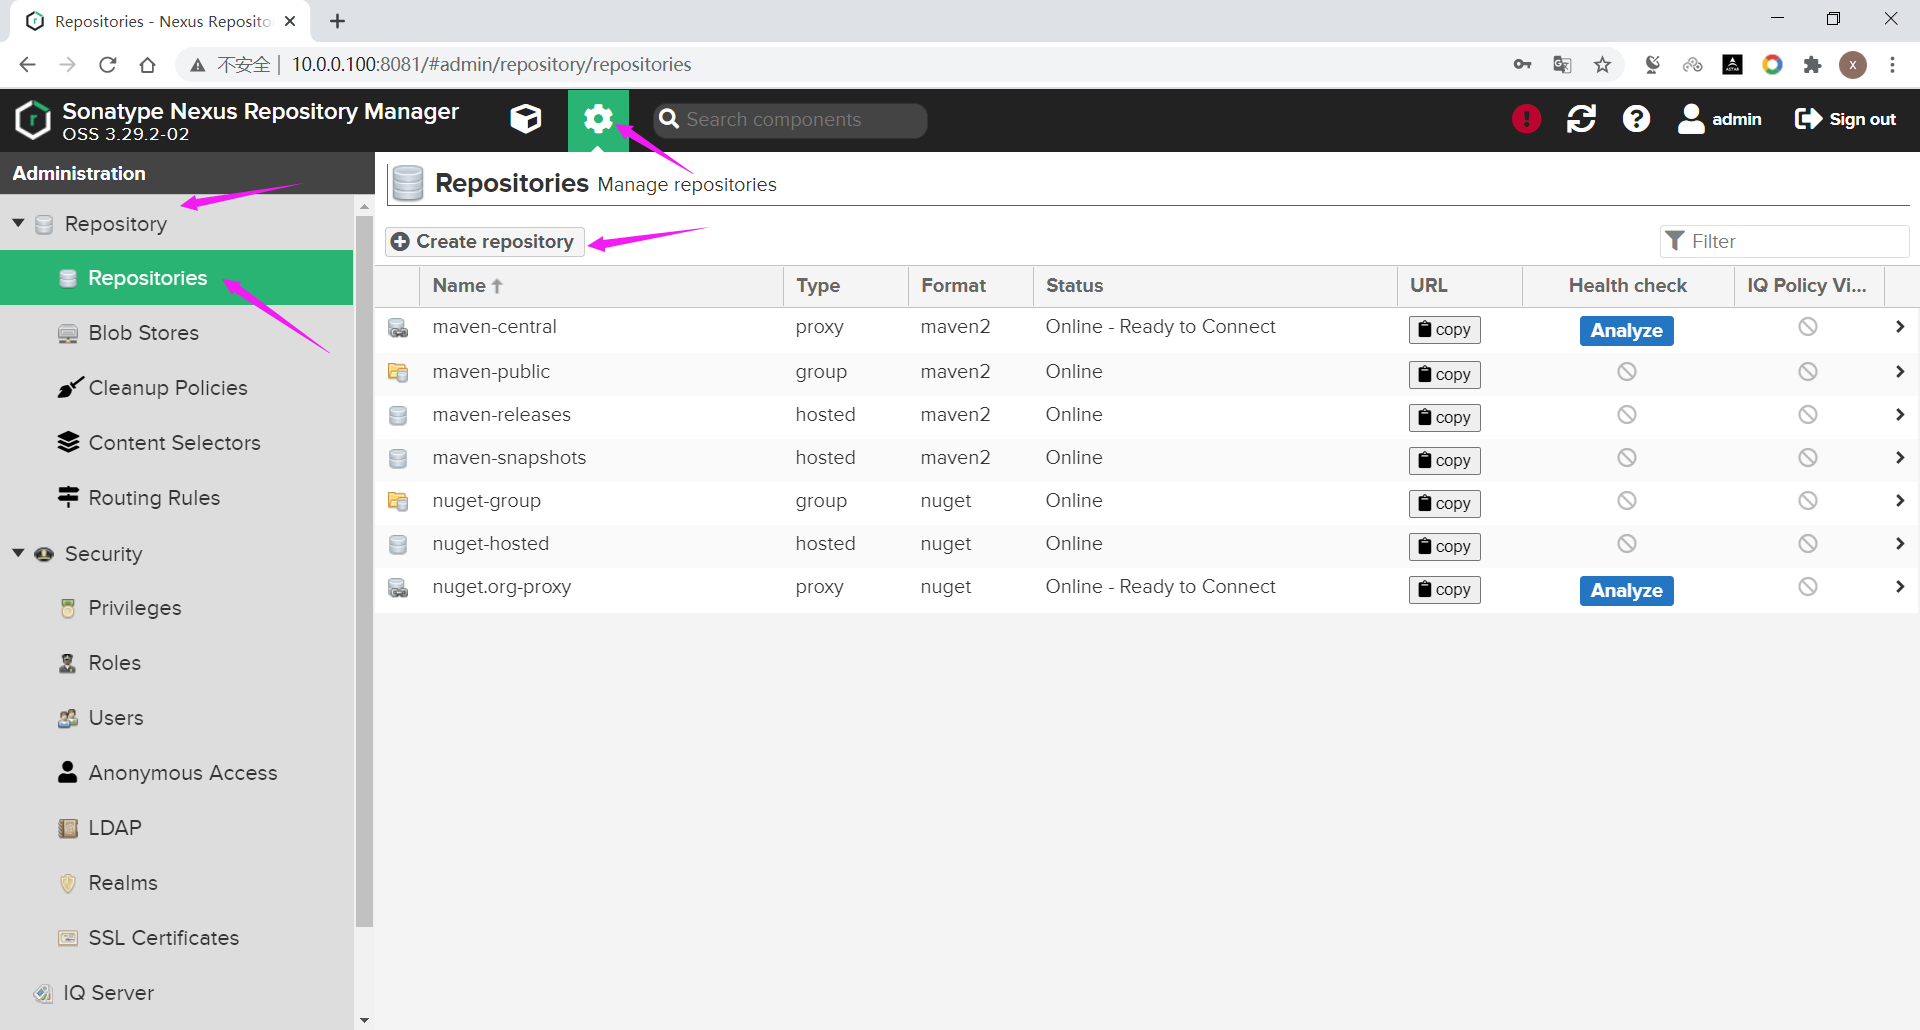 Repositories - Nexus Reposito
不安全 | 10.0.0.100:8081/#admin/repository/repositories
X
Sonatype Nexus Repository Manager
OSS 3.29.2-02
Search components
admin
Sign out
Administration
Repositories Manage repositories
Repository
Create repository
Filter
Repositories
Name Type Format Status URL Health check IQ Policy Vi...
maven-central proxy maven2 Online - Ready to Connect copy Analyze
Blob Stores
maven-public group maven2 Online copy
Cleanup Policies
maven-releases hosted maven2 Online copy
Content Selectors
maven-snapshots hosted maven2 Online copy
Routing Rules
nuget-group group nuget Online copy
Security
nuget-hosted hosted nuget Online copy
nuget.org-proxy proxy nuget Online - Ready to Connect copy Analyze
Privileges
Roles
Users
Anonymous Access
LDAP
Realms
SSL Certificates
IQ Server